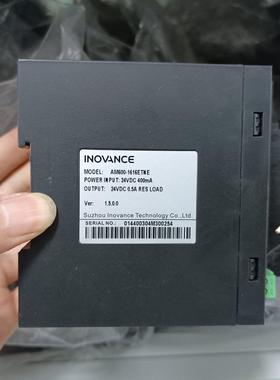 INOVANCE
MODEL: AM600-1616ETNE
POWER INPUT: 24VDC 400mA
OUTPUT: 24VDC 0.5A RES LOAD
Ver: 1.5.0.0
Suzhou Inovance Technology Co.,Ltd
SERIAL NO.: 014400304M300254